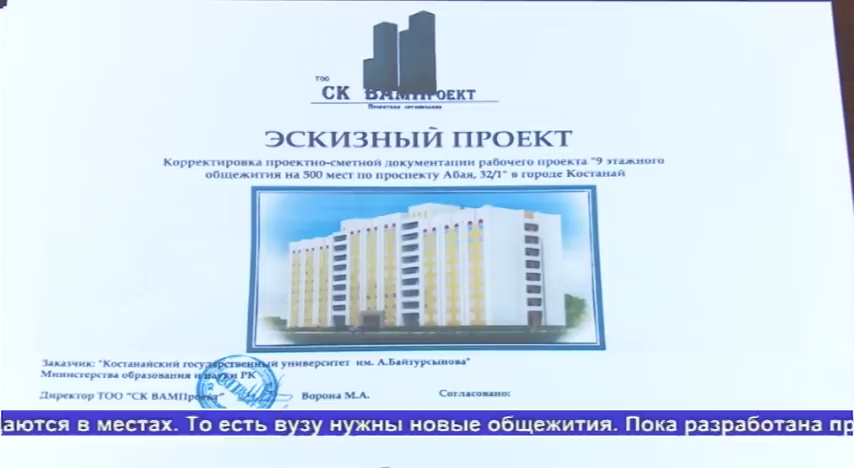 ТОО
СК ВАМПРОЕКТ
Проектная организация
ЭСКИЗНЫЙ ПРОЕКТ
Корректировка проектно-сметной документации рабочего проекта "9 этажного
общежития на 500 мест по проспекту Абая, 32/1" в городе Костанай
Заказчик: "Костанайский государственный университет им. А.Байтурсынова"
Министерства образования и науки РК
Директор ТОО "СК ВАМПроект" Ворона М.А. Согласовано:
даются в местах. То есть вузу нужны новые общежития. Пока разработана пр